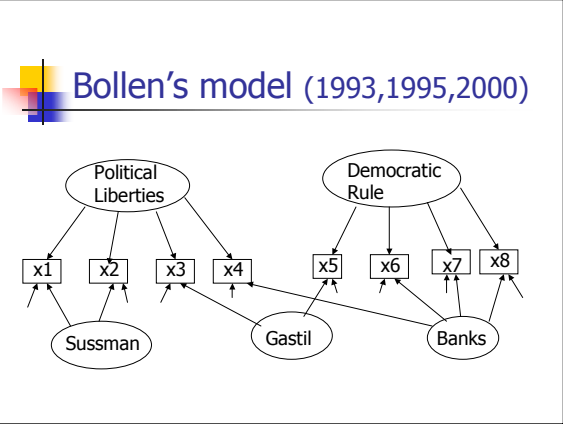 Bollen's model (1993,1995,2000)
Political
Liberties
Democratic
Rule
x1 x2 x3 x4 x5 x6 x7 x8
Sussman Gastil Banks